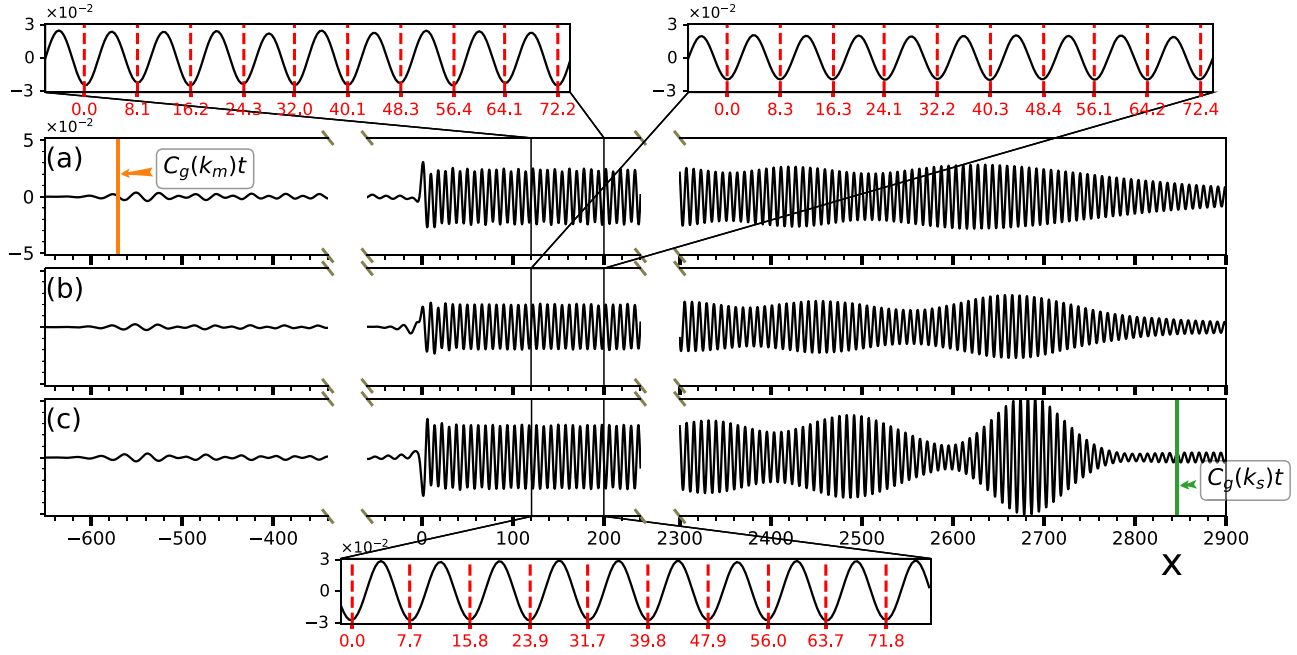 ×10⁻² ×10⁻²
3 3
0 0
−3 −3
0.0 8.1 16.2 24.3 32.0 40.1 48.3 56.4 64.1 72.2
0.0 8.3 16.3 24.1 32.2 40.3 48.4 56.1 64.2 72.4
×10⁻²
5
(a)
C_g(k_m)t
0
−5
(b)
(c)
C_g(k_s)t
−600 −500 −400 0 100 200 2300 2400 2500 2600 2700 2800 2900
X
×10⁻²
3
0
−3
0.0 7.7 15.8 23.9 31.7 39.8 47.9 56.0 63.7 71.8